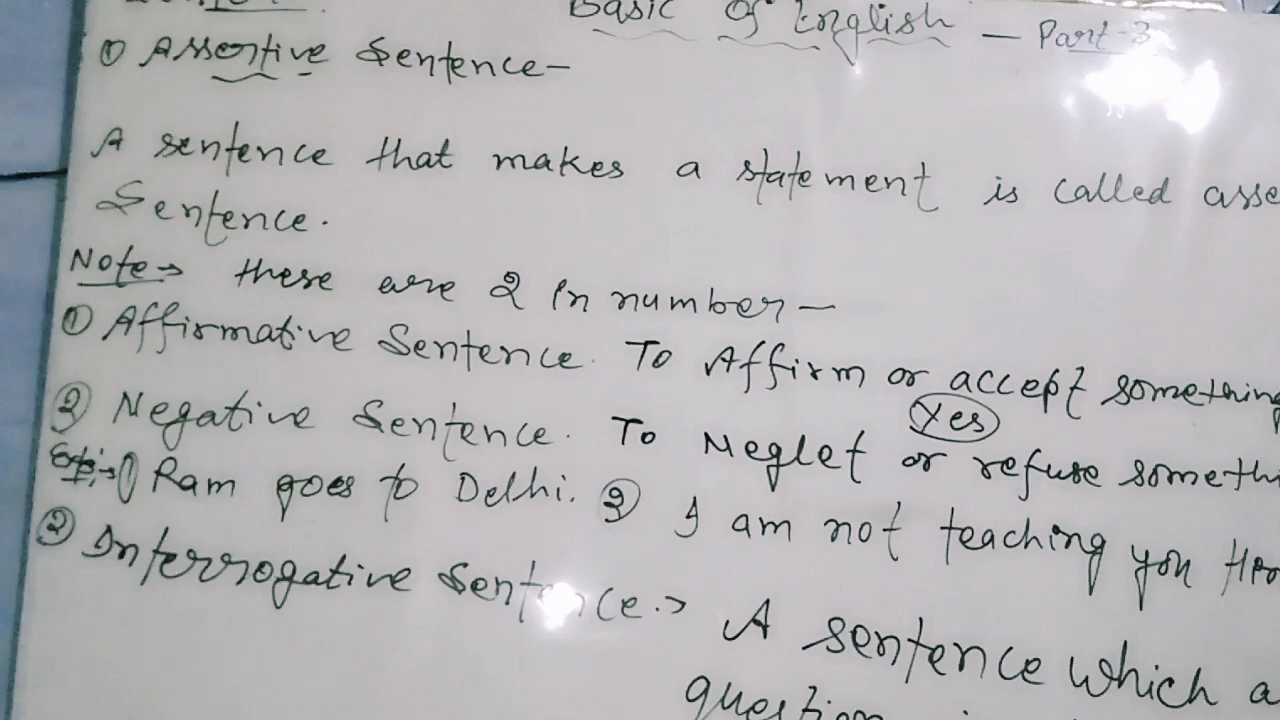 Basic Of English — Part-3
① Assertive Sentence—
A sentence that makes a statement is called asse
Sentence.
Note→ these are 2 in number—
① Affirmative Sentence. To Affirm or accept something
Yes
② Negative Sentence. To Neglet or refuse someth
① Ram goes to Delhi. ② I am not teaching you
② Interrogative Sentence.→ A sentence which a
question